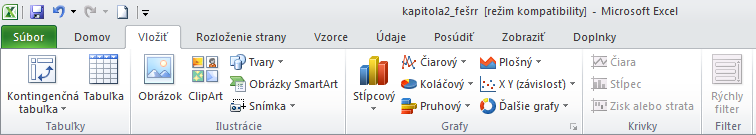 kapitola2_fešrr [režim kompatibility] - Microsoft Excel
Súbor Domov Vložiť Rozloženie strany Vzorce Údaje Posúdiť Zobraziť Doplnky
Kontingenčná tabuľka
Tabuľka
Tabuľky
Obrázok
ClipArt
Tvary
Obrázky SmartArt
Snímka
Ilustrácie
Stĺpcový
Čiarový
Koláčový
Pruhový
Plošný
X Y (závislosť)
Ďalšie grafy
Grafy
Čiara
Stĺpec
Zisk alebo strata
Krivky
Rýchly
filter
Filter